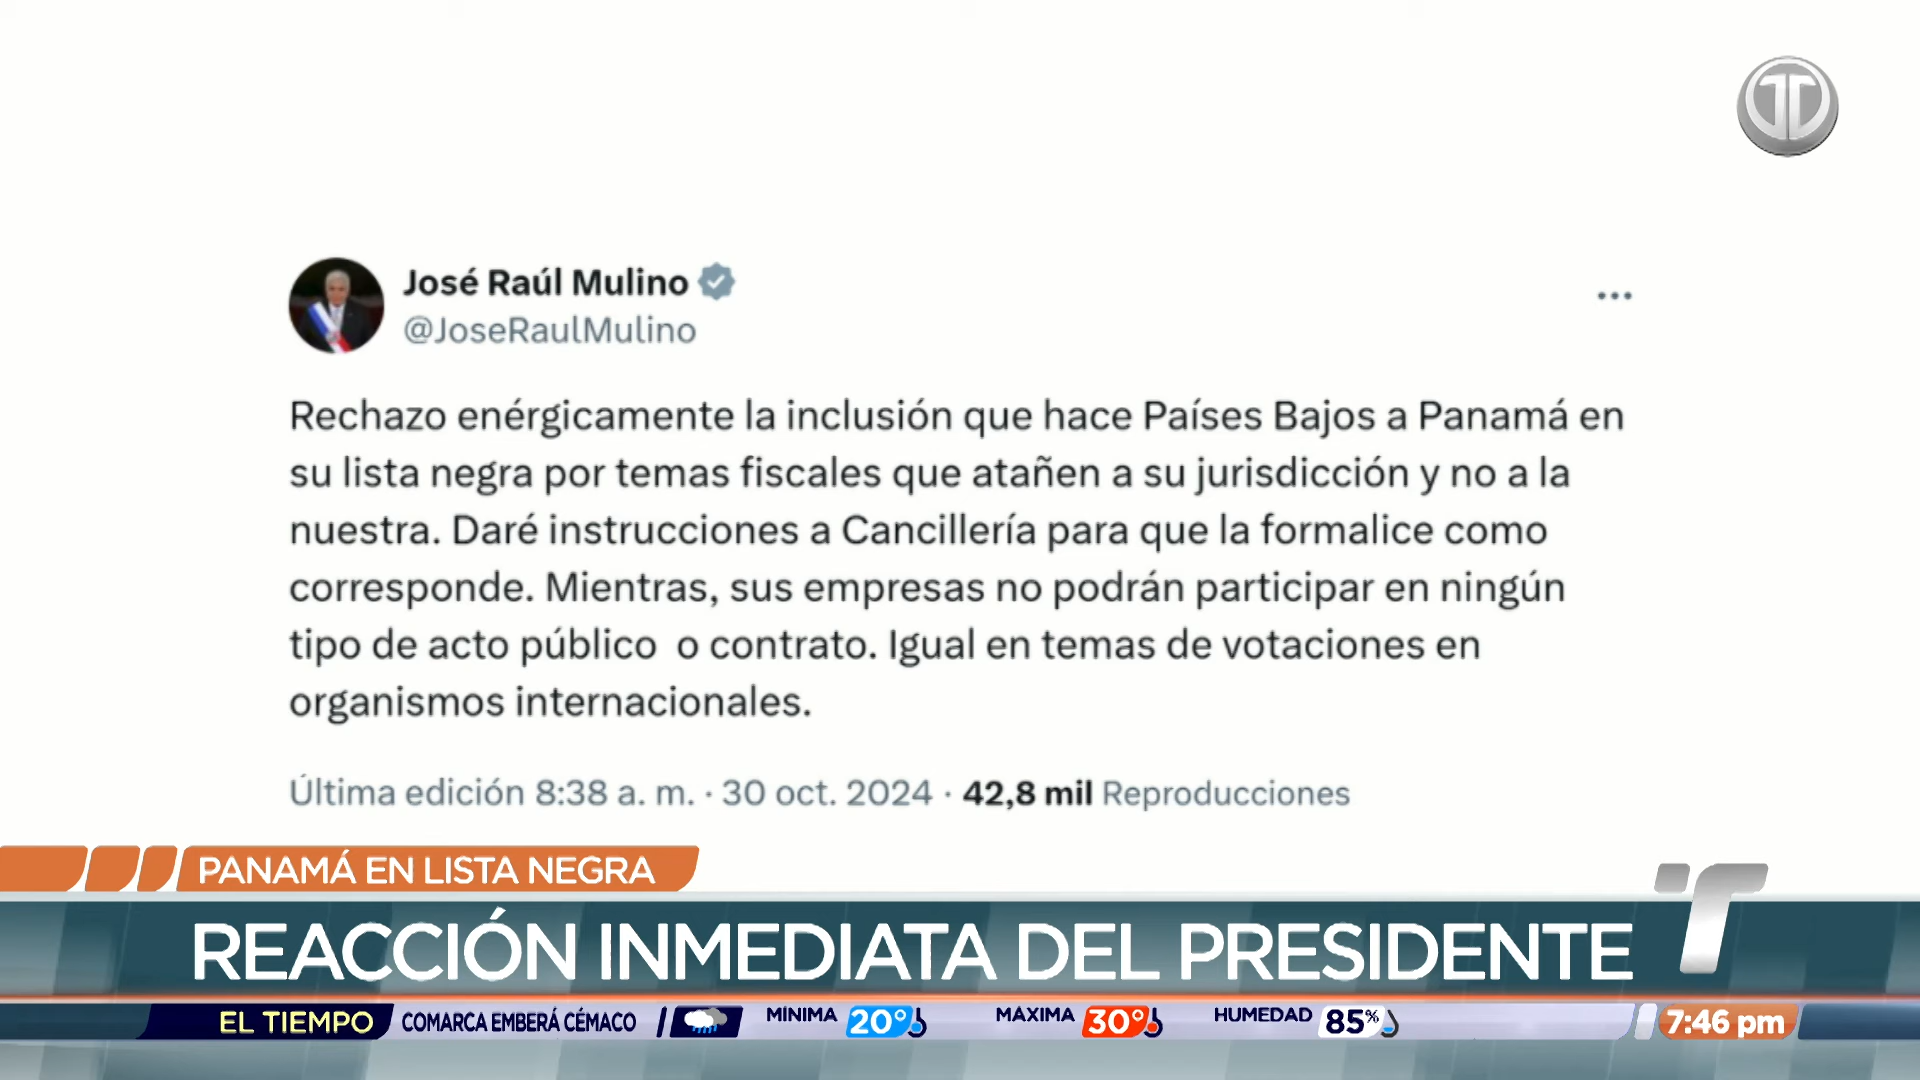 José Raúl Mulino
@JoseRaulMulino
Rechazo enérgicamente la inclusión que hace Países Bajos a Panamá en
su lista negra por temas fiscales que atañen a su jurisdicción y no a la
nuestra. Daré instrucciones a Cancillería para que la formalice como
corresponde. Mientras, sus empresas no podrán participar en ningún
tipo de acto público  o contrato. Igual en temas de votaciones en
organismos internacionales.
Última edición 8:38 a. m. · 30 oct. 2024 · 42,8 mil Reproducciones
PANAMÁ EN LISTA NEGRA
REACCIÓN INMEDIATA DEL PRESIDENTE
EL TIEMPO COMARCA EMBERÁ CÉMACO MÍNIMA 20° MÁXIMA 30° HUMEDAD 85% 7:46 pm